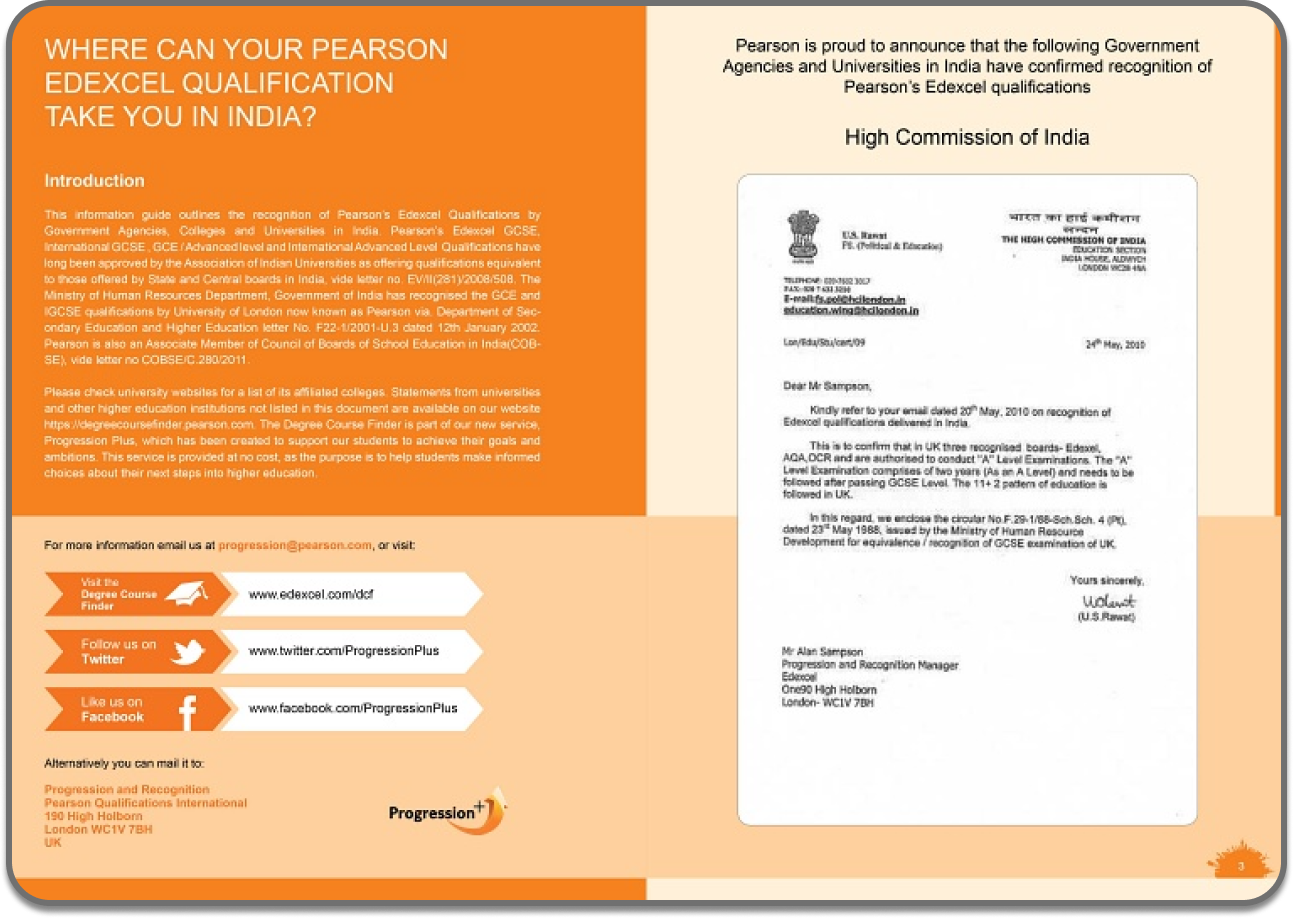 WHERE CAN YOUR PEARSON
EDEXCEL QUALIFICATION
TAKE YOU IN INDIA?
Introduction
This information guide outlines the recognition of Pearson's Edexcel Qualifications by
Government Agencies, Colleges and Universities in India. Pearson's Edexcel GCSE,
International GCSE , GCE / Advanced level and International Advanced Level Qualifications have
long been approved by the Association of Indian Universities as offering qualifications equivalent
to those offered by State and Central boards in India, vide letter no. EV/II(281)/2008/508. The
Ministry of Human Resources Department, Government of India has recognised the GCE and
IGCSE qualifications by University of London now known as Pearson via. Department of Sec-
ondary Education and Higher Education letter No. F22-1/2001-U.3 dated 12th January 2002.
Pearson is also an Associate Member of Council of Boards of School Education in India(COB-
SE), vide letter no COBSE/C.280/2011.
Please check university websites for a list of its affiliated colleges. Statements from universities
and other higher education institutions not listed in this document are available on our website
https://degreecoursefinder.pearson.com. The Degree Course Finder is part of our new service,
Progression Plus, which has been created to support our students to achieve their goals and
ambitions. This service is provided at no cost, as the purpose is to help students make informed
choices about their next steps into higher education.
For more information email us at progression@pearson.com, or visit:
Visit the
Degree Course
Finder
www.edexcel.com/dcf
Follow us on
Twitter
www.twitter.com/ProgressionPlus
Like us on
Facebook
www.facebook.com/ProgressionPlus
Alternatively you can mail it to:
Progression and Recognition
Pearson Qualifications International
190 High Holborn
London WC1V 7BH
UK
Progression+
Pearson is proud to announce that the following Government
Agencies and Universities in India have confirmed recognition of
Pearson's Edexcel qualifications
High Commission of India
U.S. Rawat
FS. (Political & Education)
भारत का हाई कमीशन
लन्दन
THE HIGH COMMISSION OF INDIA
EDUCATION SECTION
INDIA HOUSE, ALDWYCH
LONDON WC2B 4NA
TELEPHONE: 020-7632 3017
FAX:
E-mail:fs.pol@hcilondon.in
education.wing@hcilondon.in
Lon/Edu/Stu/cert/09
24th May, 2010
Dear Mr Sampson,
Kindly refer to your email dated 20th May, 2010 on recognition of
Edexcel qualifications delivered in India.
This is to confirm that in UK three recognised boards- Edexel,
AQA,OCR and are authorised to conduct "A" Level Examinations. The "A"
Level Examination comprises of two years (As an A Level) and needs to be
followed after passing GCSE Level. The 11+ 2 pattern of education is
followed in UK.
In this regard, we enclose the circular No.F.29-1/88-Sch.Sch. 4 (Pt),
dated 23rd May 1988, issued by the Ministry of Human Resource
Development for equivalence / recognition of GCSE examination of UK.
Yours sincerely,
(U.S.Rawat)
Mr Alan Sampson
Progression and Recognition Manager
Edexcel
One90 High Holborn
London- WC1V 7BH
3